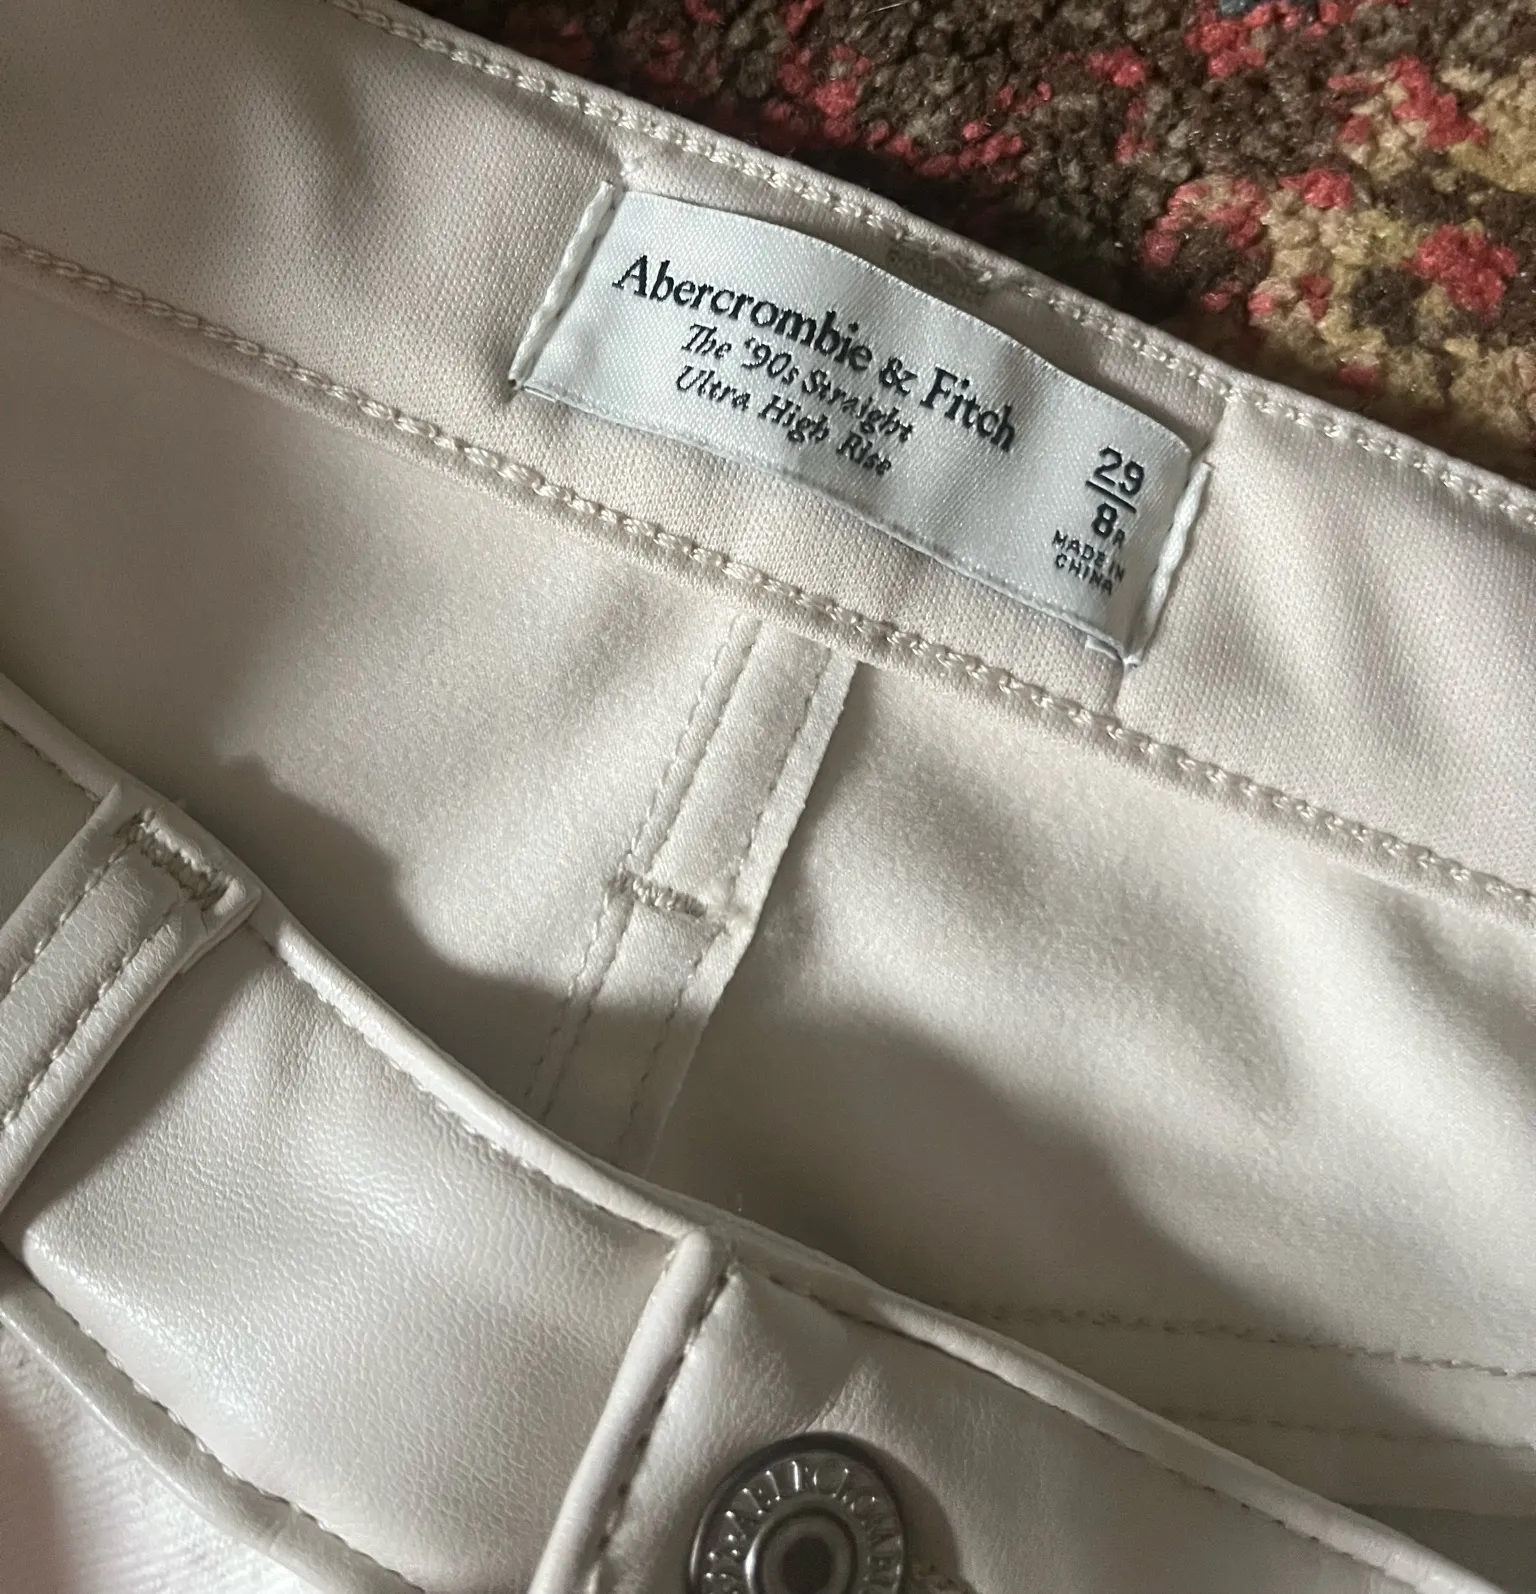 Abercrombie & Fitch
The '90s Straight
Ultra High Rise
29
8R
MADE IN
CHINA